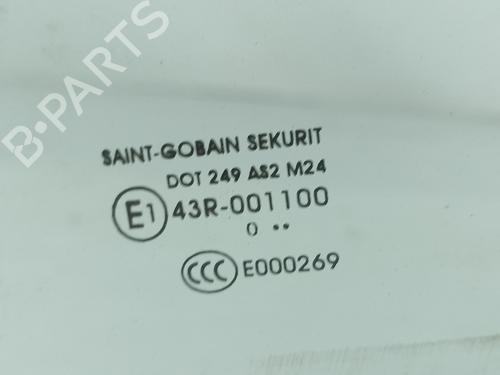 B-PARTS
SAINT-GOBAIN SEKURIT
DOT 249 AS2 M24
E1 43R-001100
0 ••
CCC E000269